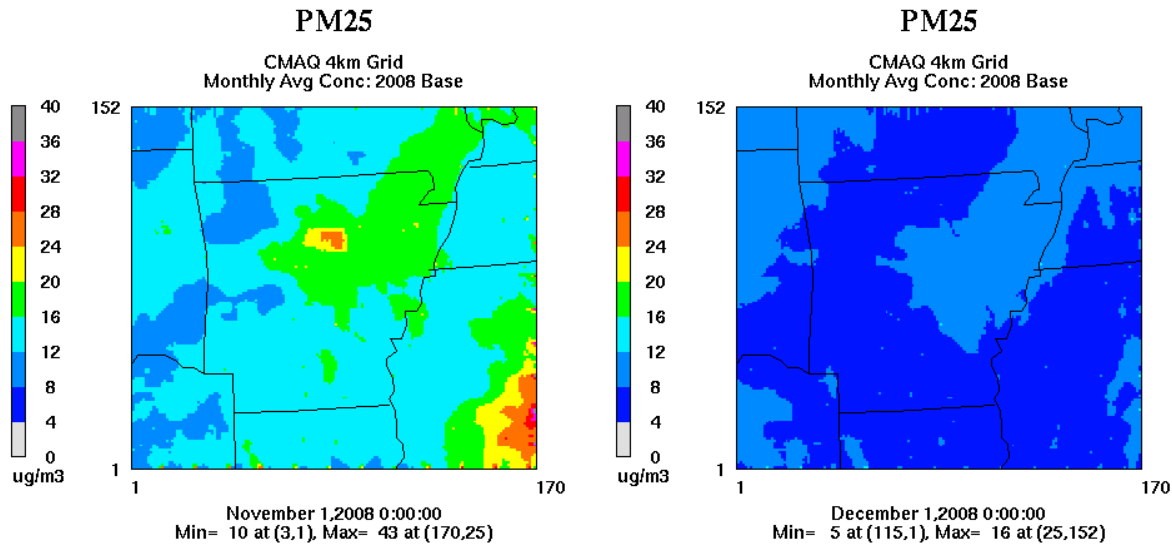 PM25
CMAQ 4km Grid
Monthly Avg Conc: 2008 Base
40
36
32
28
24
20
16
12
8
4
0
ug/m3
152
1
1
170
November 1,2008 0:00:00
Min= 10 at (3,1), Max= 43 at (170,25)
PM25
CMAQ 4km Grid
Monthly Avg Conc: 2008 Base
40
36
32
28
24
20
16
12
8
4
0
ug/m3
152
1
1
170
December 1,2008 0:00:00
Min= 5 at (115,1), Max= 16 at (25,152)